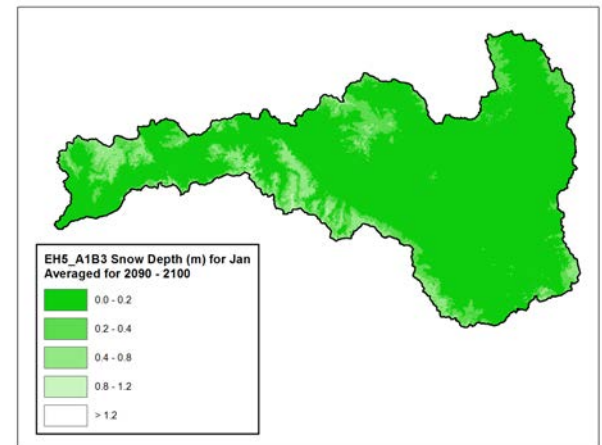 EH5_A1B3 Snow Depth (m) for Jan
Averaged for 2090 - 2100
0.0 - 0.2
0.2 - 0.4
0.4 - 0.8
0.8 - 1.2
> 1.2